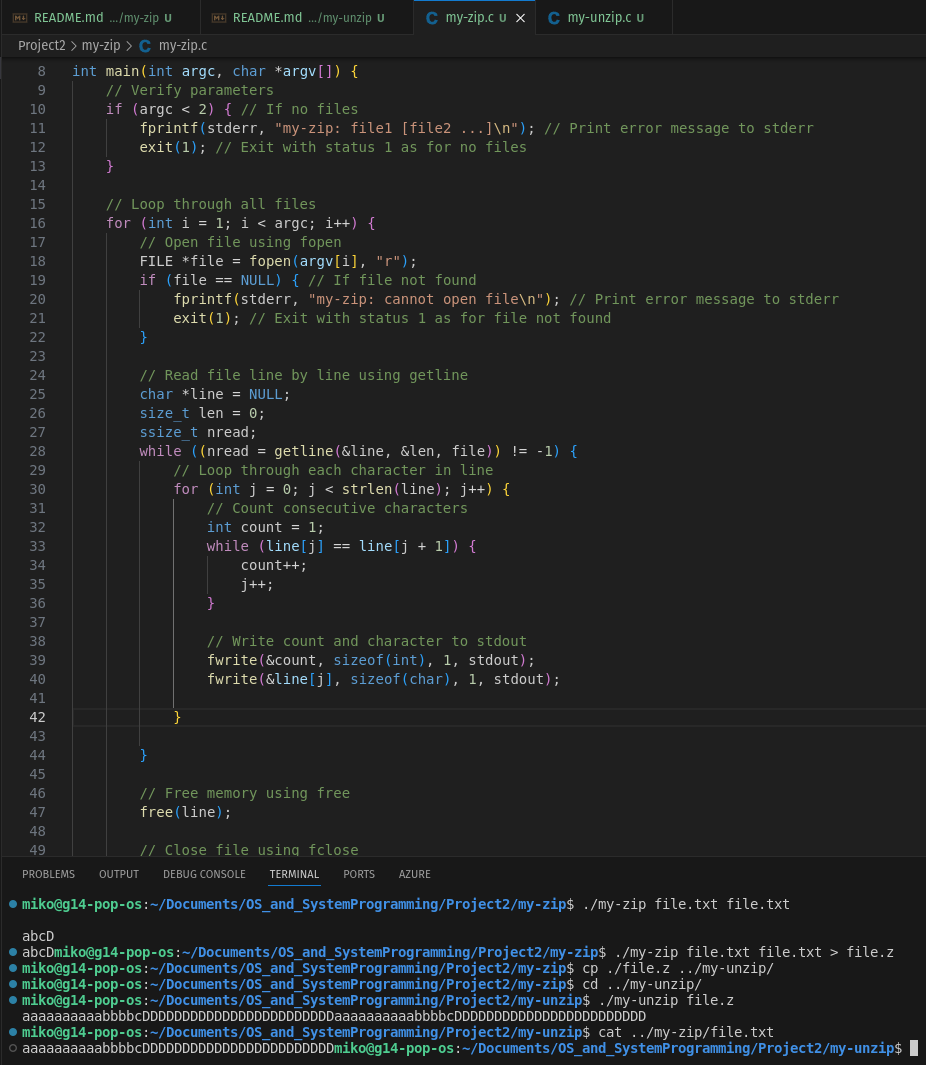 README.md .../my-zip U README.md .../my-unzip U my-zip.c U my-unzip.c U
Project2 > my-zip > C my-zip.c
8 int main(int argc, char *argv[]) {
9 // Verify parameters
10 if (argc < 2) { // If no files
11 fprintf(stderr, "my-zip: file1 [file2 ...]\n"); // Print error message to stderr
12 exit(1); // Exit with status 1 as for no files
13 }
14
15 // Loop through all files
16 for (int i = 1; i < argc; i++) {
17 // Open file using fopen
18 FILE *file = fopen(argv[i], "r");
19 if (file == NULL) { // If file not found
20 fprintf(stderr, "my-zip: cannot open file\n"); // Print error message to stderr
21 exit(1); // Exit with status 1 as for file not found
22 }
23
24 // Read file line by line using getline
25 char *line = NULL;
26 size_t len = 0;
27 ssize_t nread;
28 while ((nread = getline(&line, &len, file)) != -1) {
29 // Loop through each character in line
30 for (int j = 0; j < strlen(line); j++) {
31 // Count consecutive characters
32 int count = 1;
33 while (line[j] == line[j + 1]) {
34 count++;
35 j++;
36 }
37
38 // Write count and character to stdout
39 fwrite(&count, sizeof(int), 1, stdout);
40 fwrite(&line[j], sizeof(char), 1, stdout);
41
42 }
43
44 }
45
46 // Free memory using free
47 free(line);
48
49 // Close file using fclose
PROBLEMS OUTPUT DEBUG CONSOLE TERMINAL PORTS AZURE
miko@g14-pop-os:~/Documents/OS_and_SystemProgramming/Project2/my-zip$ ./my-zip file.txt file.txt
abcD
abcDmiko@g14-pop-os:~/Documents/OS_and_SystemProgramming/Project2/my-zip$ ./my-zip file.txt file.txt > file.z
miko@g14-pop-os:~/Documents/OS_and_SystemProgramming/Project2/my-zip$ cp ./file.z ../my-unzip/
miko@g14-pop-os:~/Documents/OS_and_SystemProgramming/Project2/my-zip$ cd ../my-unzip/
miko@g14-pop-os:~/Documents/OS_and_SystemProgramming/Project2/my-unzip$ ./my-unzip file.z
aaaaaaaaaabbbbcDDDDDDDDDDDDDDDDDDDDDDDDaaaaaaaaaabbbbcDDDDDDDDDDDDDDDDDDDDDDDD
miko@g14-pop-os:~/Documents/OS_and_SystemProgramming/Project2/my-unzip$ cat ../my-zip/file.txt
aaaaaaaaaabbbbcDDDDDDDDDDDDDDDDDDDDDDDDmiko@g14-pop-os:~/Documents/OS_and_SystemProgramming/Project2/my-unzip$